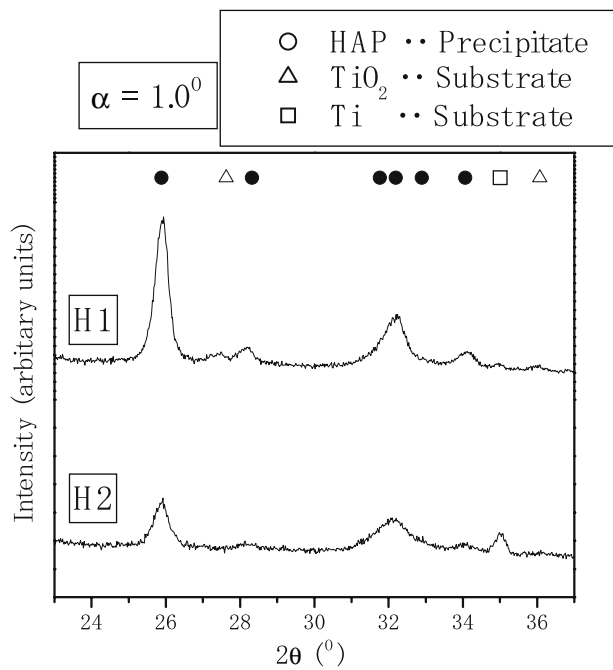 ○ HAP ·· Precipitate
△ TiO₂ ·· Substrate
□ Ti ·· Substrate
α = 1.0⁰
Intensity (arbitary units)
H1
H2
24 26 28 30 32 34 36
2θ (⁰)